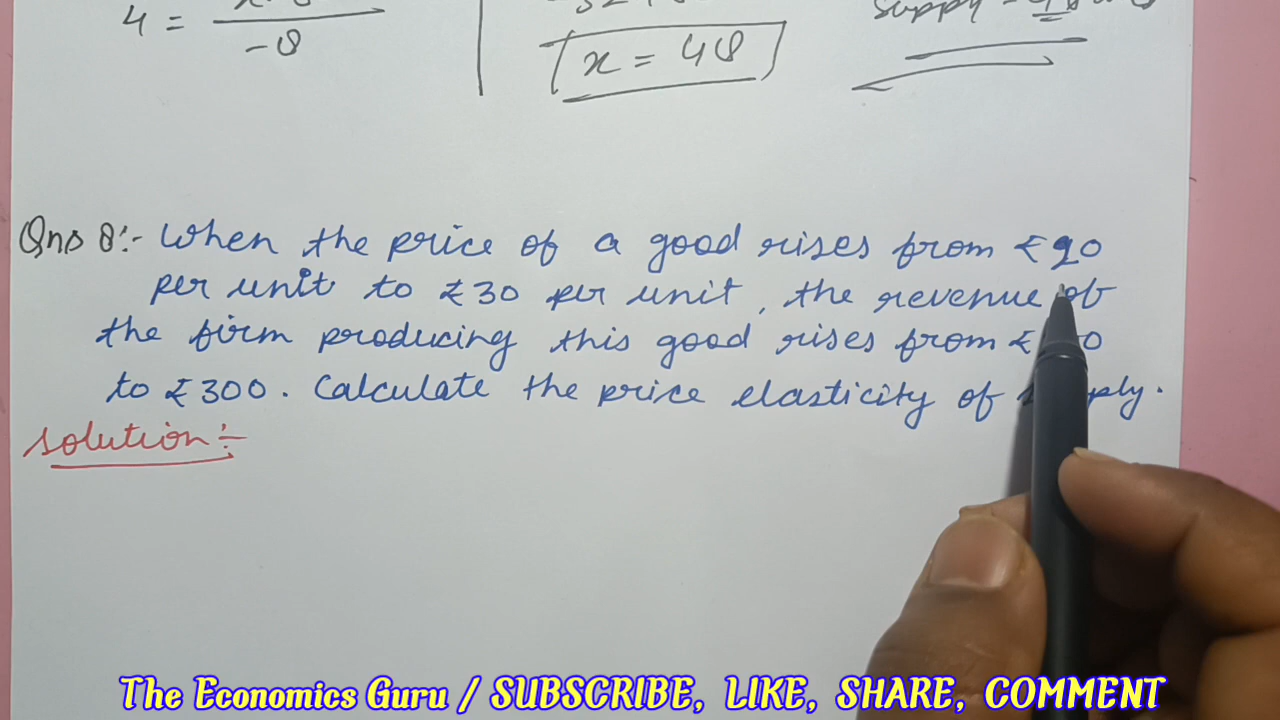 4 =
-8
x = 48
supply =
Qns 8:- When the price of a good rises from ₹20
per unit to ₹30 per unit, the revenue of
the firm producing this good rises from ₹
to ₹300. Calculate the price elasticity of
Solution:-
The Economics Guru / SUBSCRIBE, LIKE, SHARE, COMMENT